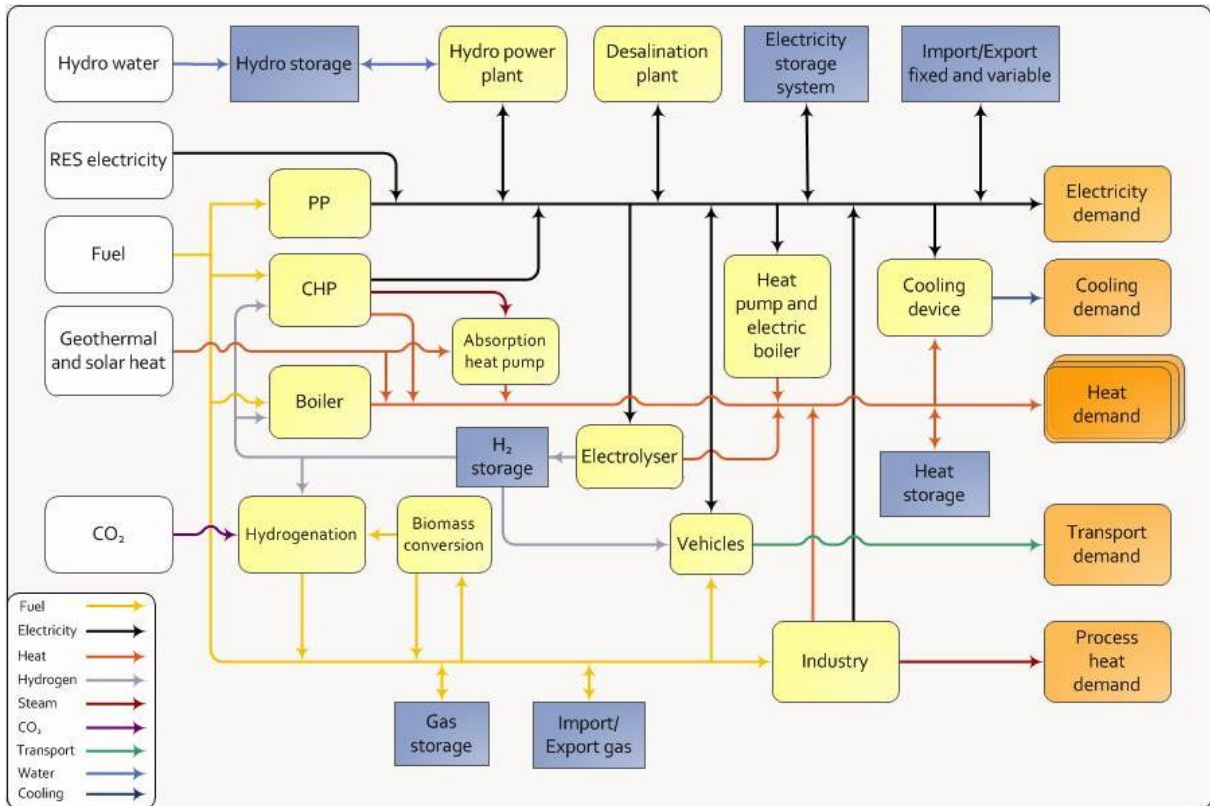 Hydro water
Hydro storage
Hydro power
plant
Desalination
plant
Electricity
storage
system
Import/Export
fixed and variable
RES electricity
PP
Electricity
demand
Fuel
CHP
Heat
pump and
electric
boiler
Cooling
device
Cooling
demand
Geothermal
and solar heat
Absorption
heat pump
Boiler
Heat
demand
H₂
storage
Electrolyser
Heat
storage
CO₂
Hydrogenation
Biomass
conversion
Vehicles
Transport
demand
Industry
Process
heat
demand
Gas
storage
Import/
Export gas
Fuel
Electricity
Heat
Hydrogen
Steam
CO₂
Transport
Water
Cooling